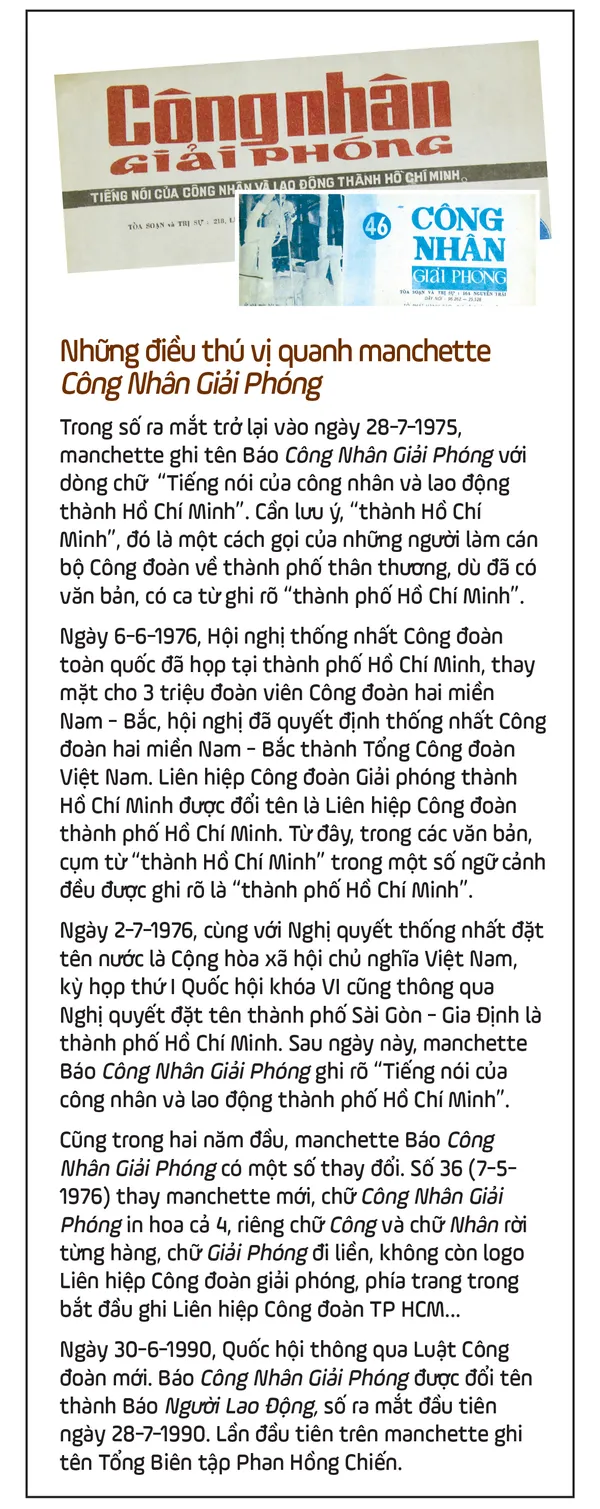 Công nhân
GIẢI PHÓNG
TIẾNG NÓI CỦA CÔNG NHÂN VÀ LAO ĐỘNG THÀNH HỒ CHÍ MINH
TÒA SOẠN và TRỊ SỰ : 218, L
46
CÔNG
NHÂN
GIẢI PHÓNG
TÒA SOẠN VÀ TRỊ SỰ : NGUYỄN TRÃI
Những điều thú vị quanh manchette
Công Nhân Giải Phóng
Trong số ra mắt trở lại vào ngày 28-7-1975,
manchette ghi tên Báo Công Nhân Giải Phóng với
dòng chữ “Tiếng nói của công nhân và lao động
thành Hồ Chí Minh”. Cần lưu ý, “thành Hồ Chí
Minh”, đó là một cách gọi của những người làm cán
bộ Công đoàn về thành phố thân thương, dù đã có
văn bản, có ca từ ghi rõ “thành phố Hồ Chí Minh”.
Ngày 6-6-1976, Hội nghị thống nhất Công đoàn
toàn quốc đã họp tại thành phố Hồ Chí Minh, thay
mặt cho 3 triệu đoàn viên Công đoàn hai miền
Nam - Bắc, hội nghị đã quyết định thống nhất Công
đoàn hai miền Nam - Bắc thành Tổng Công đoàn
Việt Nam. Liên hiệp Công đoàn Giải phóng thành
Hồ Chí Minh được đổi tên là Liên hiệp Công đoàn
thành phố Hồ Chí Minh. Từ đây, trong các văn bản,
cụm từ “thành Hồ Chí Minh” trong một số ngữ cảnh
đều được ghi rõ là “thành phố Hồ Chí Minh”.
Ngày 2-7-1976, cùng với Nghị quyết thống nhất đặt
tên nước là Cộng hòa xã hội chủ nghĩa Việt Nam,
kỳ họp thứ I Quốc hội khóa VI cũng thông qua
Nghị quyết đặt tên thành phố Sài Gòn - Gia Định là
thành phố Hồ Chí Minh. Sau ngày này, manchette
Báo Công Nhân Giải Phóng ghi rõ “Tiếng nói của
công nhân và lao động thành phố Hồ Chí Minh”.
Cũng trong hai năm đầu, manchette Báo Công
Nhân Giải Phóng có một số thay đổi. Số 36 (7-5-
1976) thay manchette mới, chữ Công Nhân Giải
Phóng in hoa cả 4, riêng chữ Công và chữ Nhân rời
từng hàng, chữ Giải Phóng đi liền, không còn logo
Liên hiệp Công đoàn giải phóng, phía trang trong
bắt đầu ghi Liên hiệp Công đoàn TP HCM...
Ngày 30-6-1990, Quốc hội thông qua Luật Công
đoàn mới. Báo Công Nhân Giải Phóng được đổi tên
thành Báo Người Lao Động, số ra mắt đầu tiên
ngày 28-7-1990. Lần đầu tiên trên manchette ghi
tên Tổng Biên tập Phan Hồng Chiến.